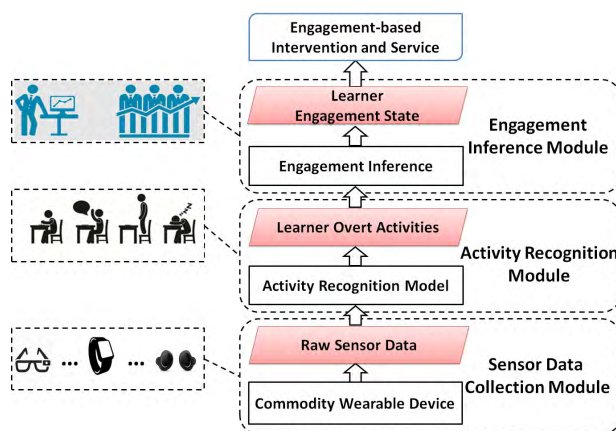 Engagement-based
Intervention and Service
Learner
Engagement State
Engagement Inference
Engagement
Inference Module
Learner Overt Activities
Activity Recognition Model
Activity Recognition
Module
Raw Sensor Data
Commodity Wearable Device
Sensor Data
Collection Module
... ...